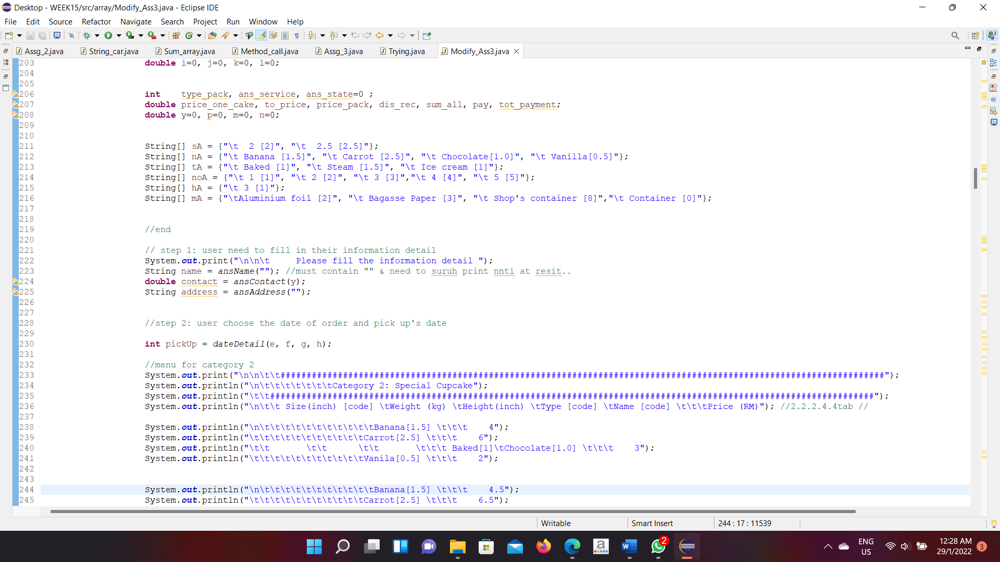 Desktop - WEEK15/src/array/Modify_Ass3.java - Eclipse IDE
File Edit Source Refactor Navigate Search Project Run Window Help
Assg_2.java String_car.java Sum_array.java Method_call.java Assg_3.java Trying.java Modify_Ass3.java
203 double i=0, j=0, k=0, l=0;
204
205
206 int    type_pack, ans_service, ans_state=0 ;
207 double price_one_cake, to_price, price_pack, dis_rec, sum_all, pay, tot_payment;
208 double y=0, p=0, m=0, n=0;
209
210
211 String[] sA = {"\t  2 [2]", "\t  2.5 [2.5]"};
212 String[] nA = {"\t Banana [1.5]", "\t Carrot [2.5]", "\t Chocolate[1.0]", "\t Vanilla[0.5]"};
213 String[] tA = {"\t Baked [1]", "\t Steam [1.5]", "\t Ice cream [1]"};
214 String[] noA = {"\t 1 [1]", "\t 2 [2]", "\t 3 [3]","\t 4 [4]", "\t 5 [5]"};
215 String[] hA = {"\t 3 [1]"};
216 String[] mA = {"\tAluminium foil [2]", "\t Bagasse Paper [3]", "\t Shop's container [8]","\t Container [0]"};
217
218
219 //end
220
221 // step 1: user need to fill in their information detail
222 System.out.print("\n\n\t     Please fill the information detail ");
223 String name = ansName(""); //must contain "" & need to suruh print nnti at resit..
224 double contact = ansContact(y);
225 String address = ansAddress("");
226
227
228 //step 2: user choose the date of order and pick up's date
229
230 int pickUp = dateDetail(e, f, g, h);
231
232 //menu for category 2
233 System.out.print("\n\n\t\t####################################################################################################################");
234 System.out.println("\n\t\t\t\t\t\t\tCategory 2: Special Cupcake");
235 System.out.println("\t\t####################################################################################################################");
236 System.out.println("\n\t\t Size(inch) [code] \tWeight (kg) \tHeight(inch) \tType [code] \tName [code] \t\t\tPrice (RM)"); //2.2.2.4.4tab //
237
238 System.out.println("\n\t\t\t\t\t\t\t\t\t\t\tBanana[1.5] \t\t\t    4");
239 System.out.println("\t\t\t\t\t\t\t\t\t\t\tCarrot[2.5] \t\t\t    6");
240 System.out.println("\t\t       \t\t      \t\t       \t\t\t Baked[1]\tChocolate[1.0] \t\t\t    3");
241 System.out.println("\t\t\t\t\t\t\t\t\t\t\tVanila[0.5] \t\t\t    2");
242
243
244 System.out.println("\n\t\t\t\t\t\t\t\t\t\t\tBanana[1.5] \t\t\t    4.5");
245 System.out.println("\t\t\t\t\t\t\t\t\t\t\tCarrot[2.5] \t\t\t    6.5");
Writable Smart Insert 244 : 17 : 11539
2
ENG
US
12:28 AM
29/1/2022
3